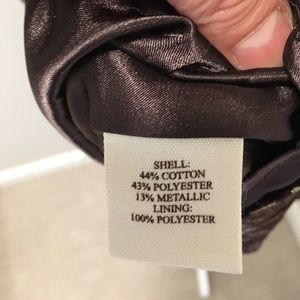 SHELL:
44% COTTON
43% POLYESTER
13% METALLIC
LINING:
100% POLYESTER